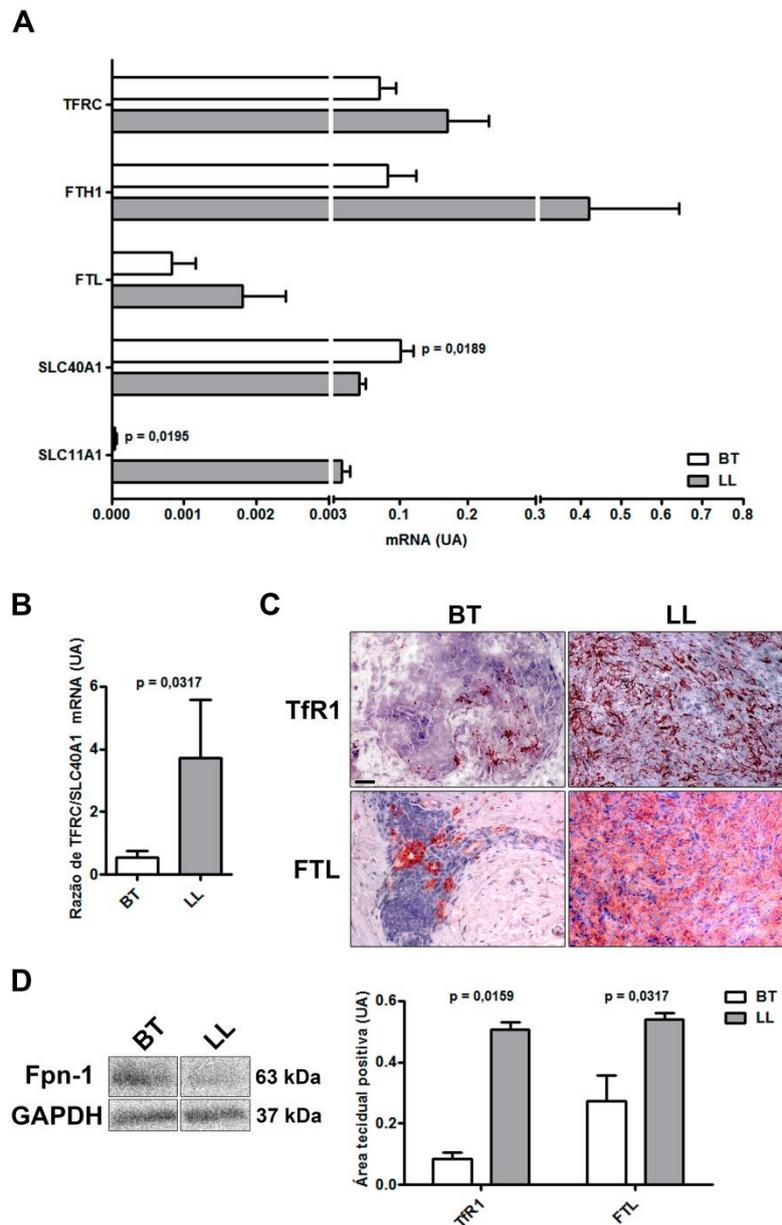 A
TFRC
FTH1
FTL
SLC40A1
p = 0,0189
SLC11A1
p = 0,0195
BT
LL
0.000 0.001 0.002 0.003 0.1 0.2 0.3 0.4 0.5 0.6 0.7 0.8
mRNA (UA)
B
Razão de TFRC/SLC40A1 mRNA (UA)
p = 0,0317
6
4
2
0
BT LL
C
BT LL
TfR1
FTL
D
BT LL
Fpn-1 63 kDa
GAPDH 37 kDa
Área tecidual positiva (UA)
p = 0,0159 p = 0,0317
BT
LL
0.6
0.4
0.2
0.0
TfR1 FTL